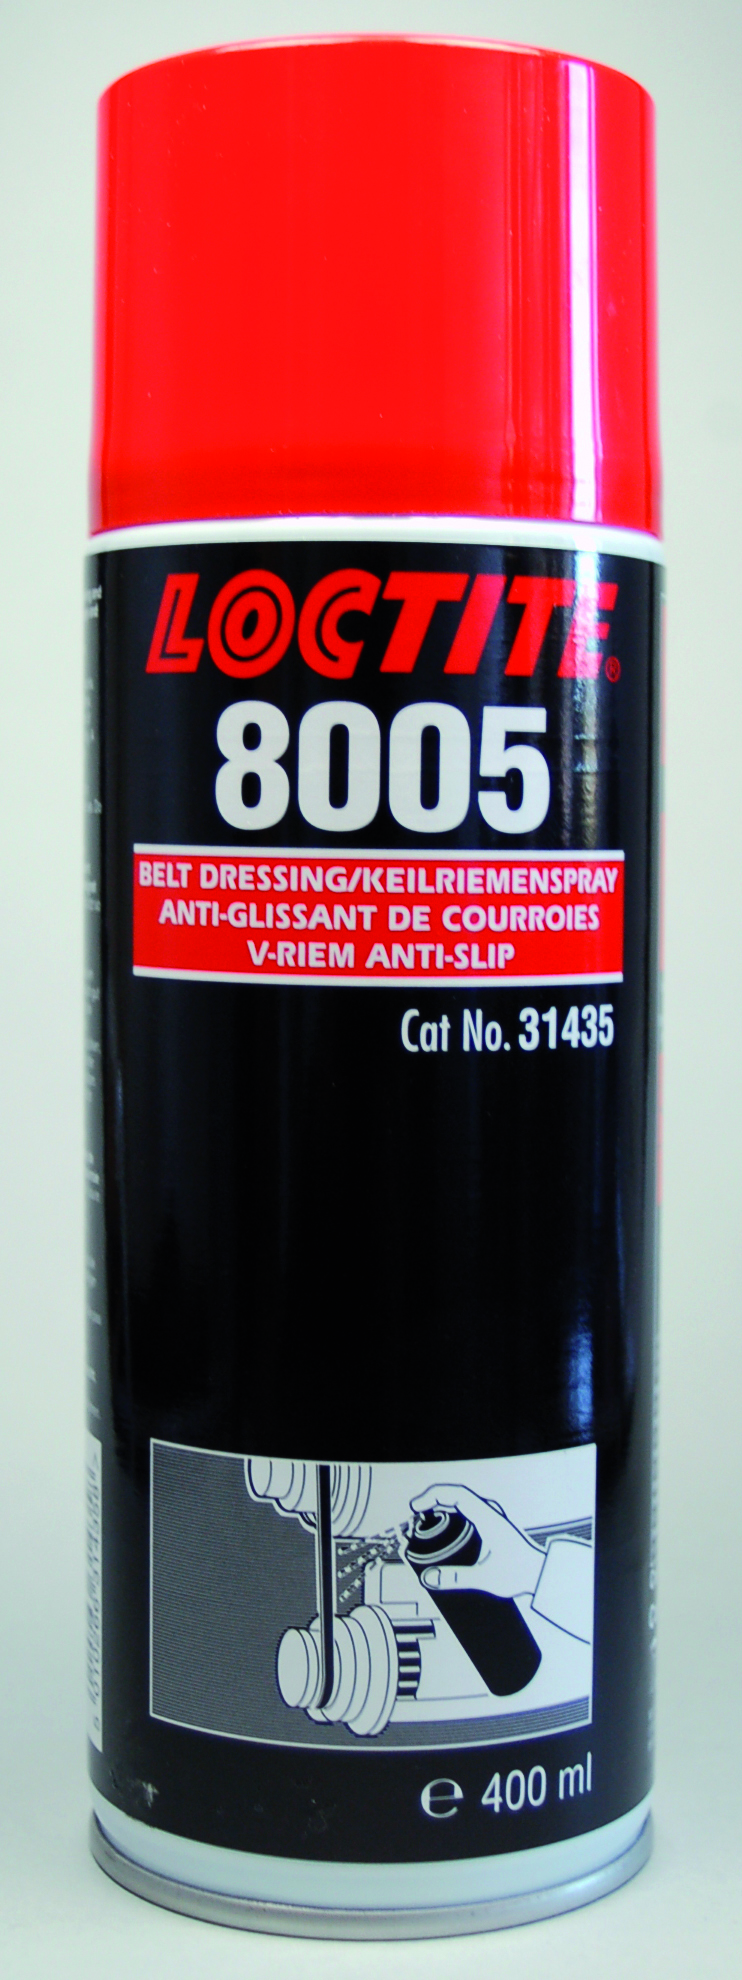 LOCTITE®
8005
BELT DRESSING/KEILRIEMENSPRAY
ANTI-GLISSANT DE COURROIES
V-RIEM ANTI-SLIP
Cat No. 31435
℮ 400 ml